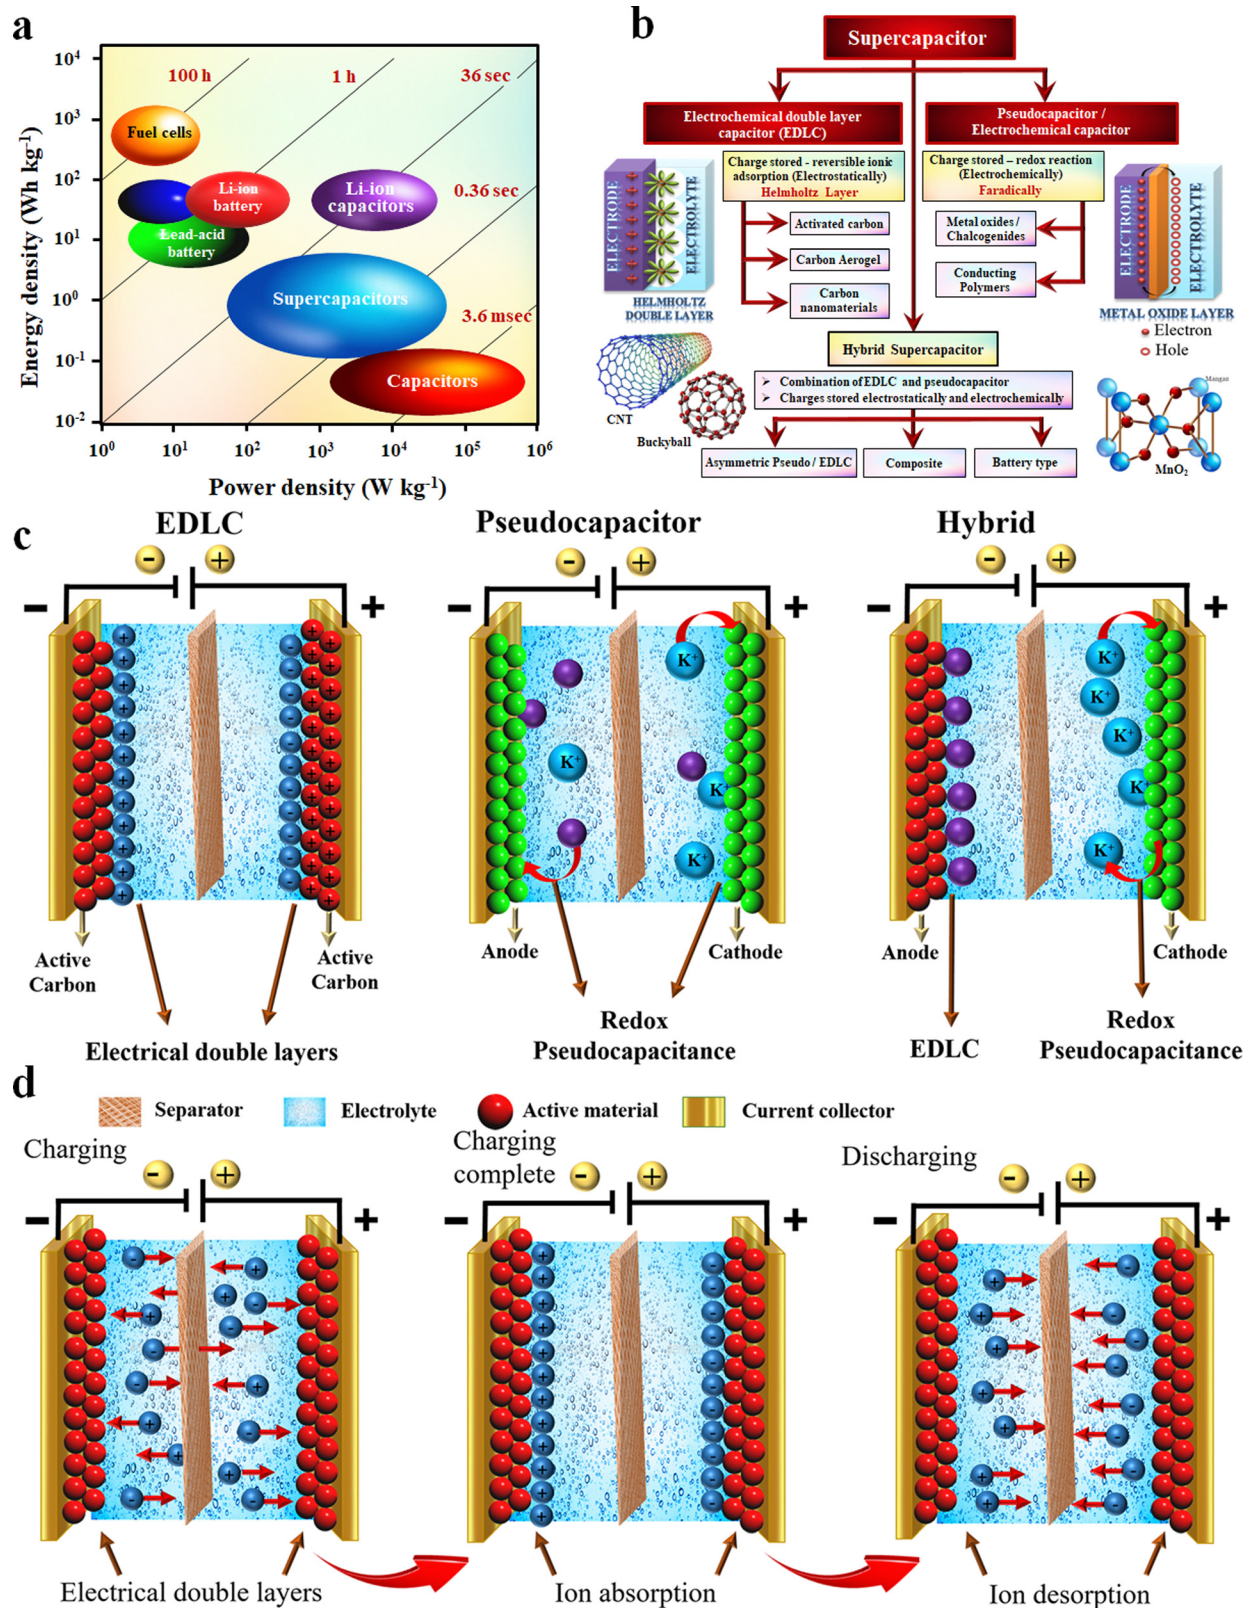 a
Energy density (Wh kg-1)
10⁴
10³
10²
10¹
10⁰
10⁻¹
10⁻²
100 h
1 h
36 sec
0.36 sec
3.6 msec
Fuel cells
Li-ion
battery
Li-ion
capacitors
Lead-acid
battery
Supercapacitors
Capacitors
10⁰
10¹
10²
10³
10⁴
10⁵
10⁶
Power density (W kg-1)
b
Supercapacitor
Electrochemical double layer
capacitor (EDLC)
Pseudocapacitor /
Electrochemical capacitor
Charge stored - reversible ionic
adsorption (Electrostatically)
Helmholtz Layer
Charge stored – redox reaction
(Electrochemically)
Faradically
Activated carbon
Carbon Aerogel
Carbon
nanomaterials
Metal oxides /
Chalcogenides
Conducting
Polymers
ELECTRODE
ELECTROLYTE
HELMHOLTZ
DOUBLE LAYER
ELECTRODE
ELECTROLYTE
METAL OXIDE LAYER
Electron
Hole
Hybrid Supercapacitor
➢ Combination of EDLC and pseudocapacitor
➢ Charges stored electrostatically and electrochemically
Asymmetric Pseudo / EDLC
Composite
Battery type
CNT
Buckyball
MnO₂
c
EDLC
Pseudocapacitor
Hybrid
- +
- +
- +
- +
- +
- +
K⁺
K⁺
K⁺
K⁺
K⁺
K⁺
K⁺
K⁺
K⁺
Active
Carbon
Active
Carbon
Anode
Cathode
Anode
Cathode
Electrical double layers
Redox
Pseudocapacitance
EDLC
Redox
Pseudocapacitance
d
Separator
Electrolyte
Active material
Current collector
Charging
Charging
complete
Discharging
- +
- +
- +
- +
- +
- +
Electrical double layers
Ion absorption
Ion desorption